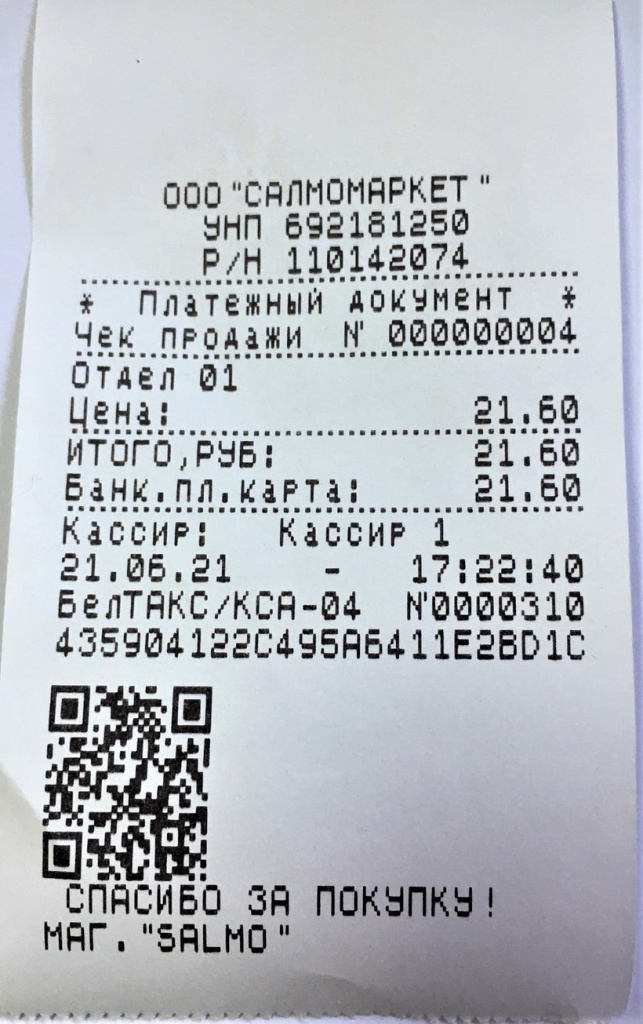 ООО "САЛМОМАРКЕТ "
УНП 692181250
Р/Н 110142074
* Платежный документ *
Чек продажи № 000000004
Отдел 01
Цена: 21.60
ИТОГО,РУБ: 21.60
Банк.пл.карта: 21.60
Кассир: Кассир 1
21.06.21 - 17:22:40
БелТАКС/КСА-04 №0000310
435904122C495A6411E2BD1C
СПАСИБО ЗА ПОКУПКУ!
МАГ."SALMO "